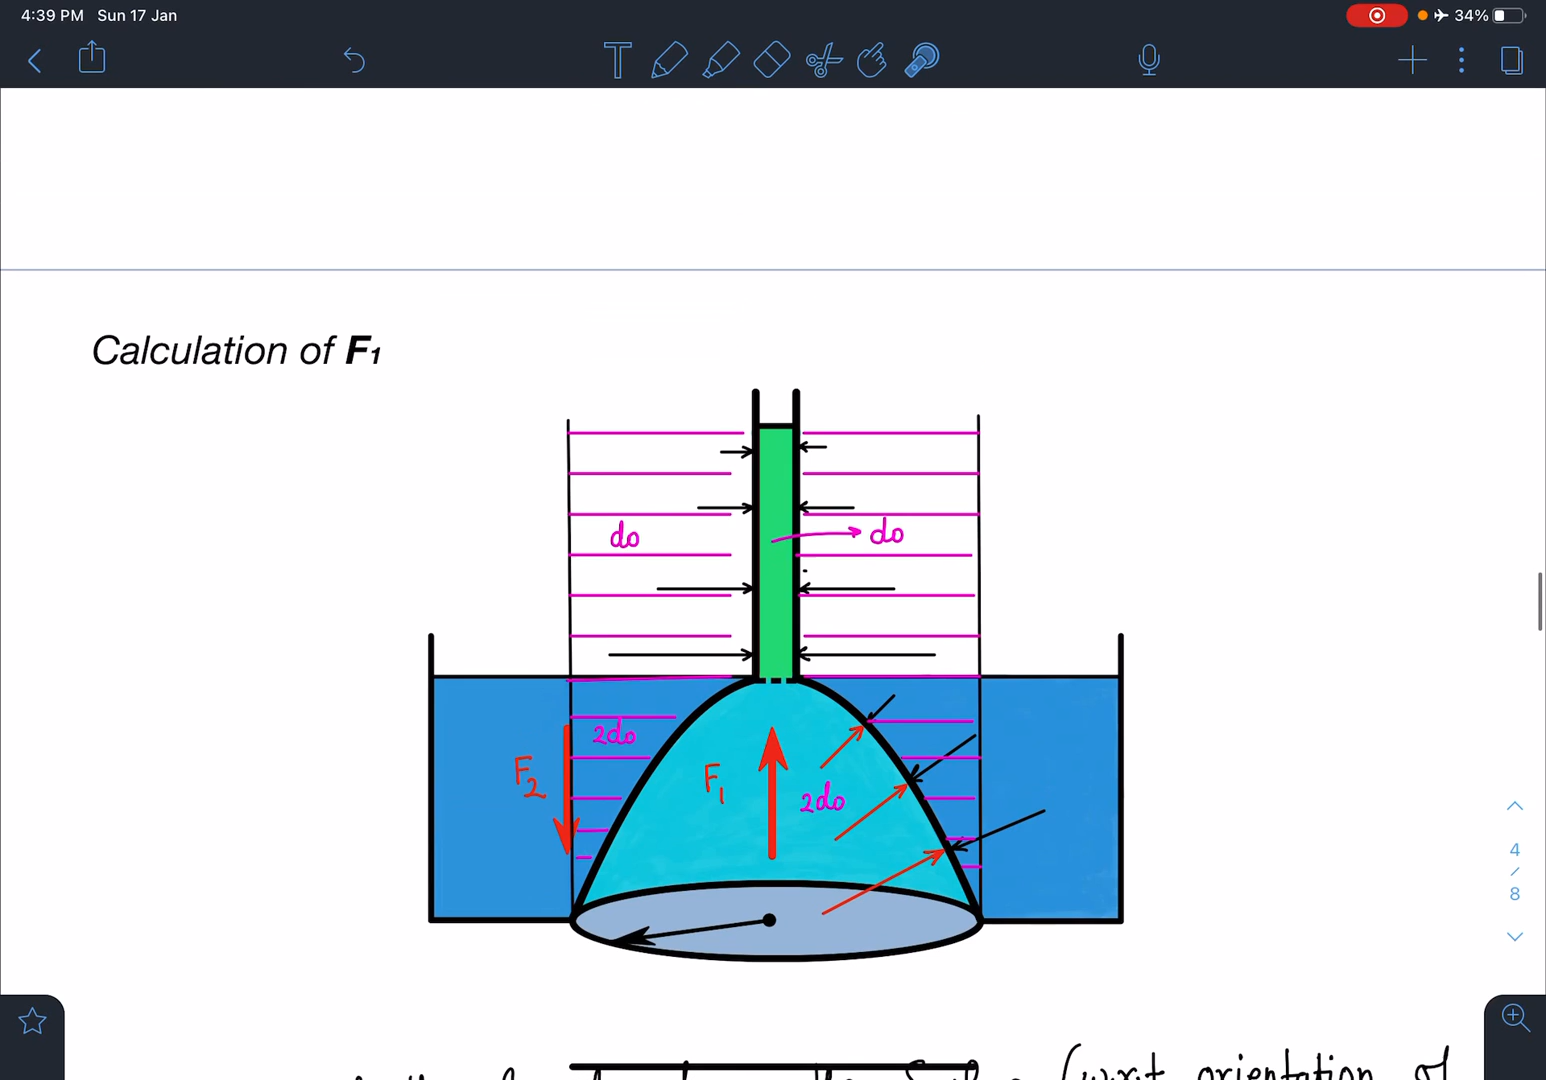 4:39 PM Sun 17 Jan
34%
T
Calculation of F₁
do
do
2do
F₂
F₁
2do
4
/
8
(w.r.t orientation of